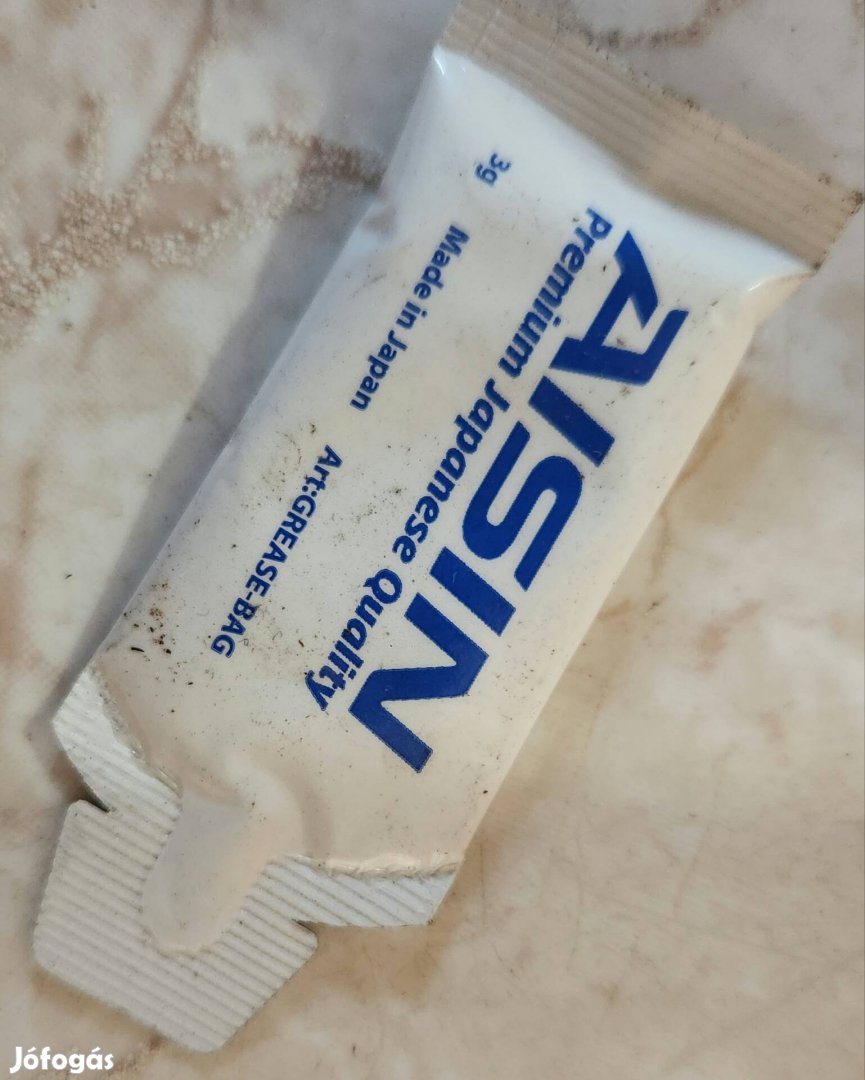 AISIN
Premium Japanese Quality
3g
Made in Japan
Art:GREASE-BAG
Jófogás